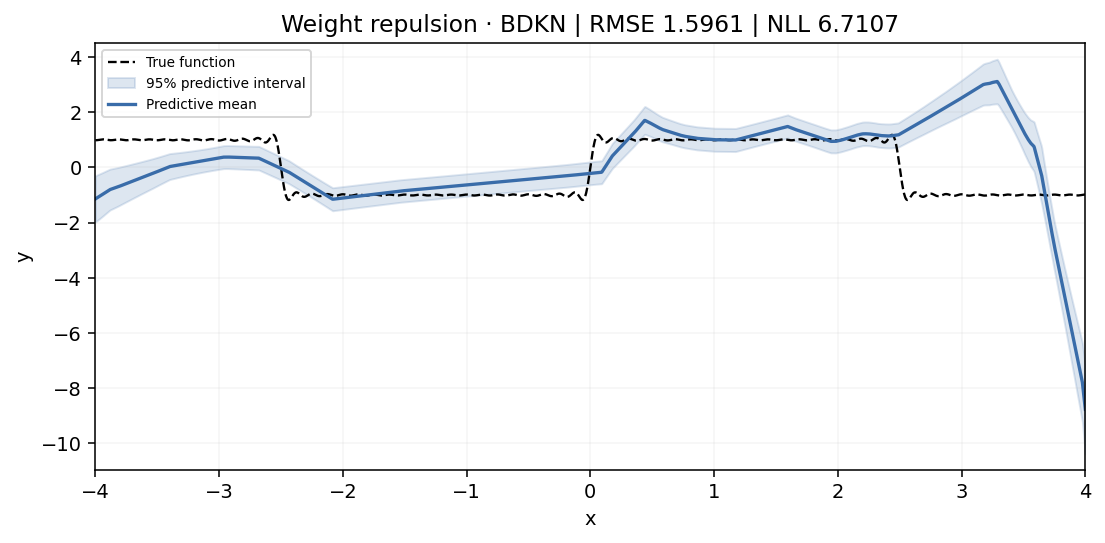 Weight repulsion · BDKN | RMSE 1.5961 | NLL 6.7107
True function
95% predictive interval
Predictive mean
y
4
2
0
−2
−4
−6
−8
−10
−4 −3 −2 −1 0 1 2 3 4
x